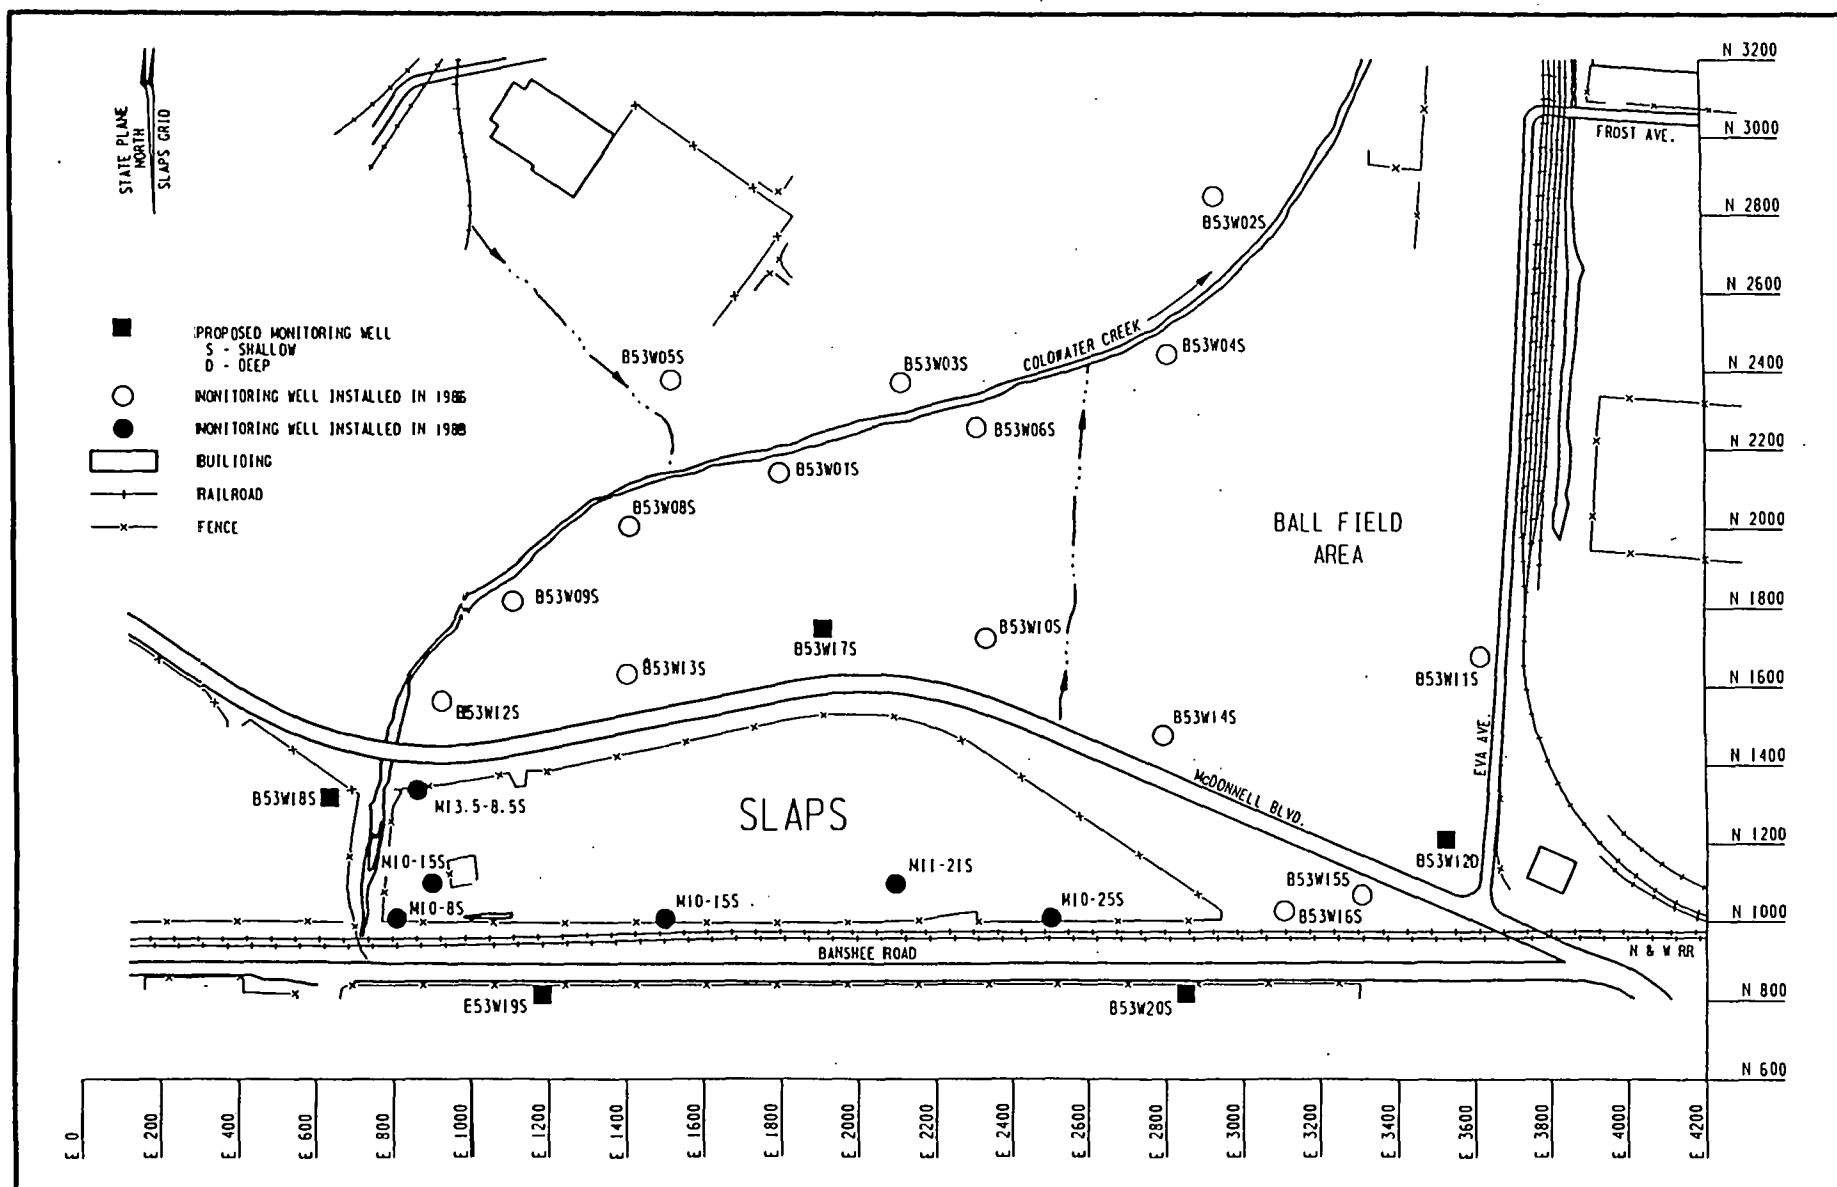 STATE PLANE
NORTH
SLAPS GRID
PROPOSED MONITORING WELL
S - SHALLOW
D - DEEP
MONITORING WELL INSTALLED IN 1986
MONITORING WELL INSTALLED IN 1988
BUILDING
RAILROAD
FENCE
N 3200
N 3000
N 2800
N 2600
N 2400
N 2200
N 2000
N 1800
N 1600
N 1400
N 1200
N 1000
N 800
N 600
FROST AVE.
B53W02S
COLDWATER CREEK
B53W05S
B53W03S
B53W04S
B53W06S
B53W01S
B53W08S
BALL FIELD
AREA
B53W09S
B53W17S
B53W10S
B53W13S
B53W11S
B53W12S
B53W14S
EVA AVE.
McDONNELL BLVD.
B53W18S
M13.5-8.5S
SLAPS
B53W12D
M10-15S
M11-21S
B53W15S
M10-8S
M10-15S
M10-25S
B53W16S
BANSHEE ROAD
N & W RR
E53W19S
B53W20S
E 0
E 200
E 400
E 600
E 800
E 1000
E 1200
E 1400
E 1600
E 1800
E 2000
E 2200
E 2400
E 2600
E 2800
E 3000
E 3200
E 3400
E 3600
E 3800
E 4000
E 4200